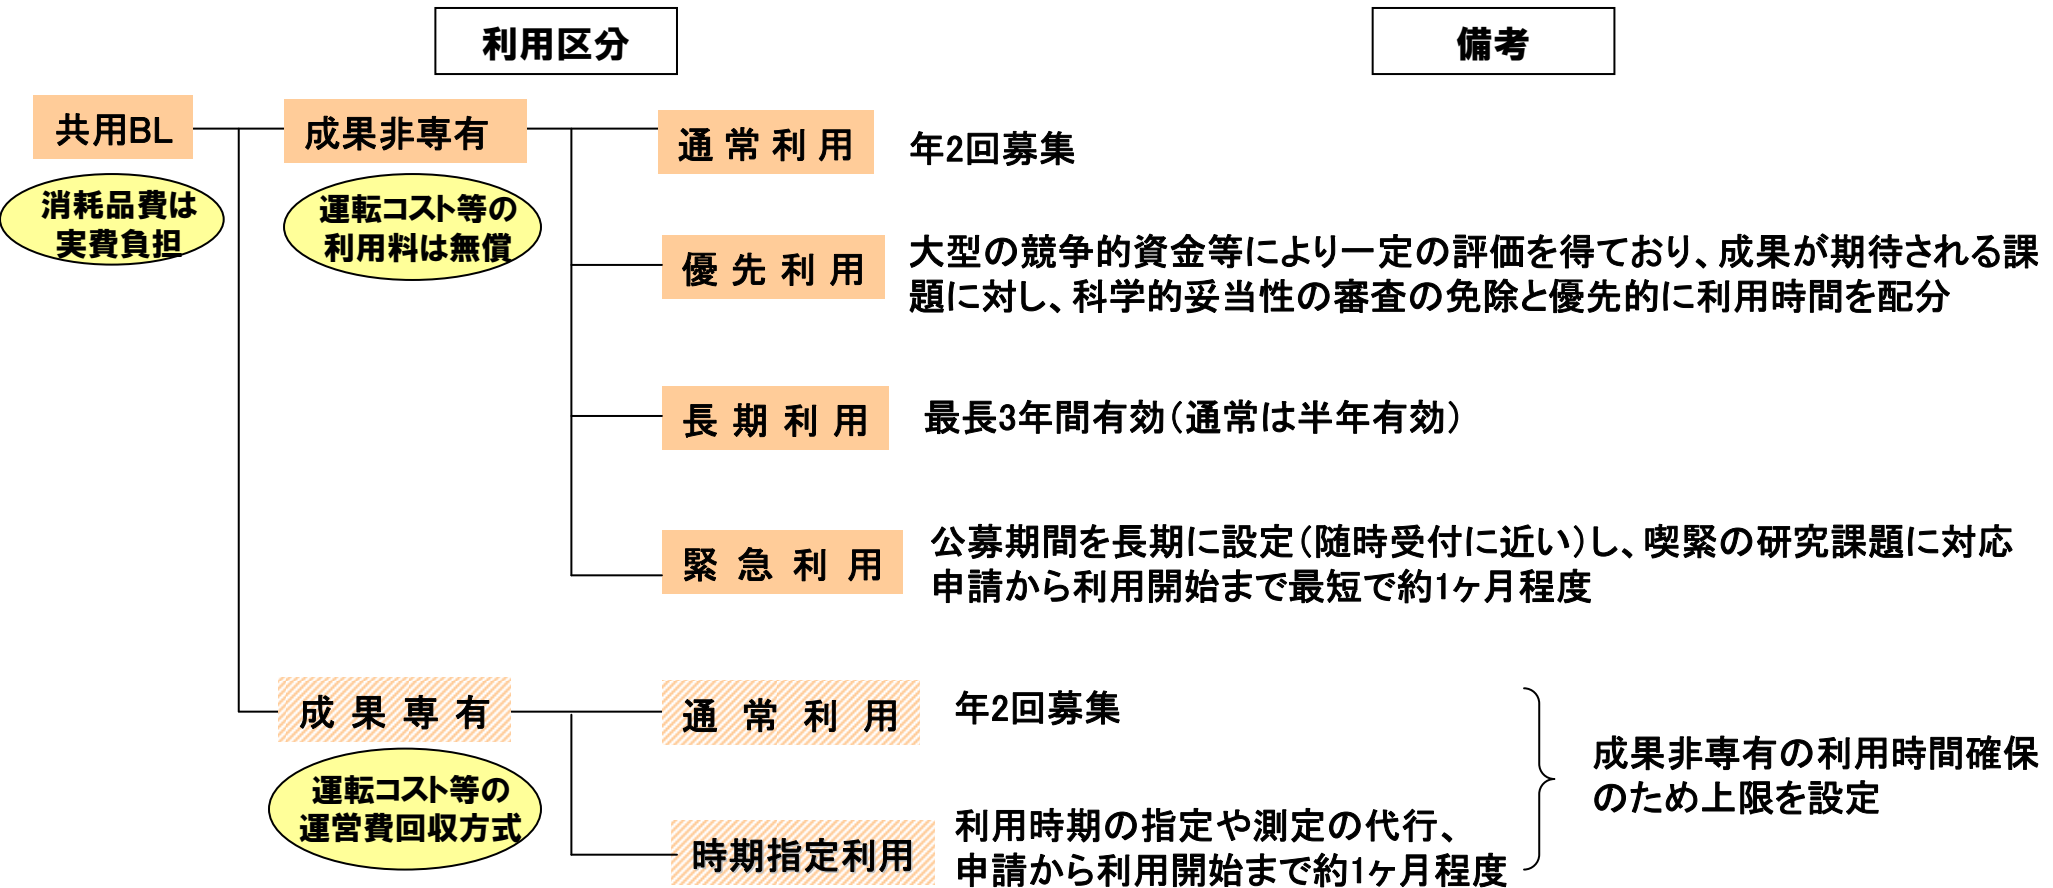 利用区分
備考
共用BL
消耗品費は
実費負担
成果非専有
運転コスト等の
利用料は無償
通常利用
年2回募集
優先利用
大型の競争的資金等により一定の評価を得ており、成果が期待される課
題に対し、科学的妥当性の審査の免除と優先的に利用時間を配分
長期利用
最長3年間有効（通常は半年有効）
緊急利用
公募期間を長期に設定（随時受付に近い）し、喫緊の研究課題に対応
申請から利用開始まで最短で約1ヶ月程度
成果専有
運転コスト等の
運営費回収方式
通常利用
年2回募集
時期指定利用
利用時期の指定や測定の代行、
申請から利用開始まで約1ヶ月程度
成果非専有の利用時間確保
のため上限を設定